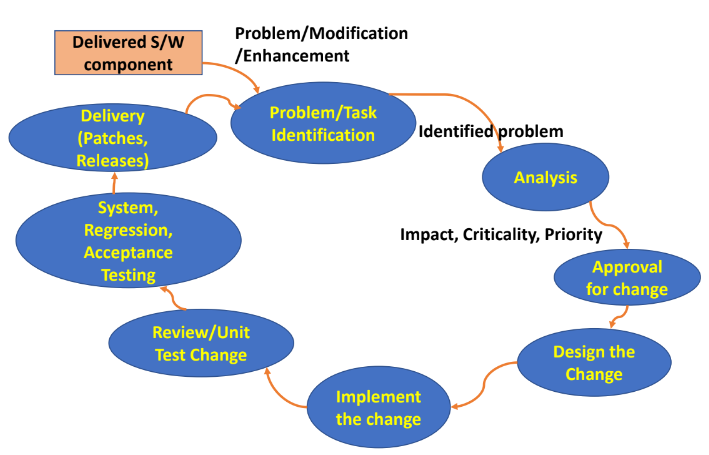 Delivered S/W
component
Problem/Modification
/Enhancement
Problem/Task
Identification
Identified problem
Analysis
Impact, Criticality, Priority
Approval
for change
Design the
Change
Implement
the change
Review/Unit
Test Change
System,
Regression,
Acceptance
Testing
Delivery
(Patches,
Releases)